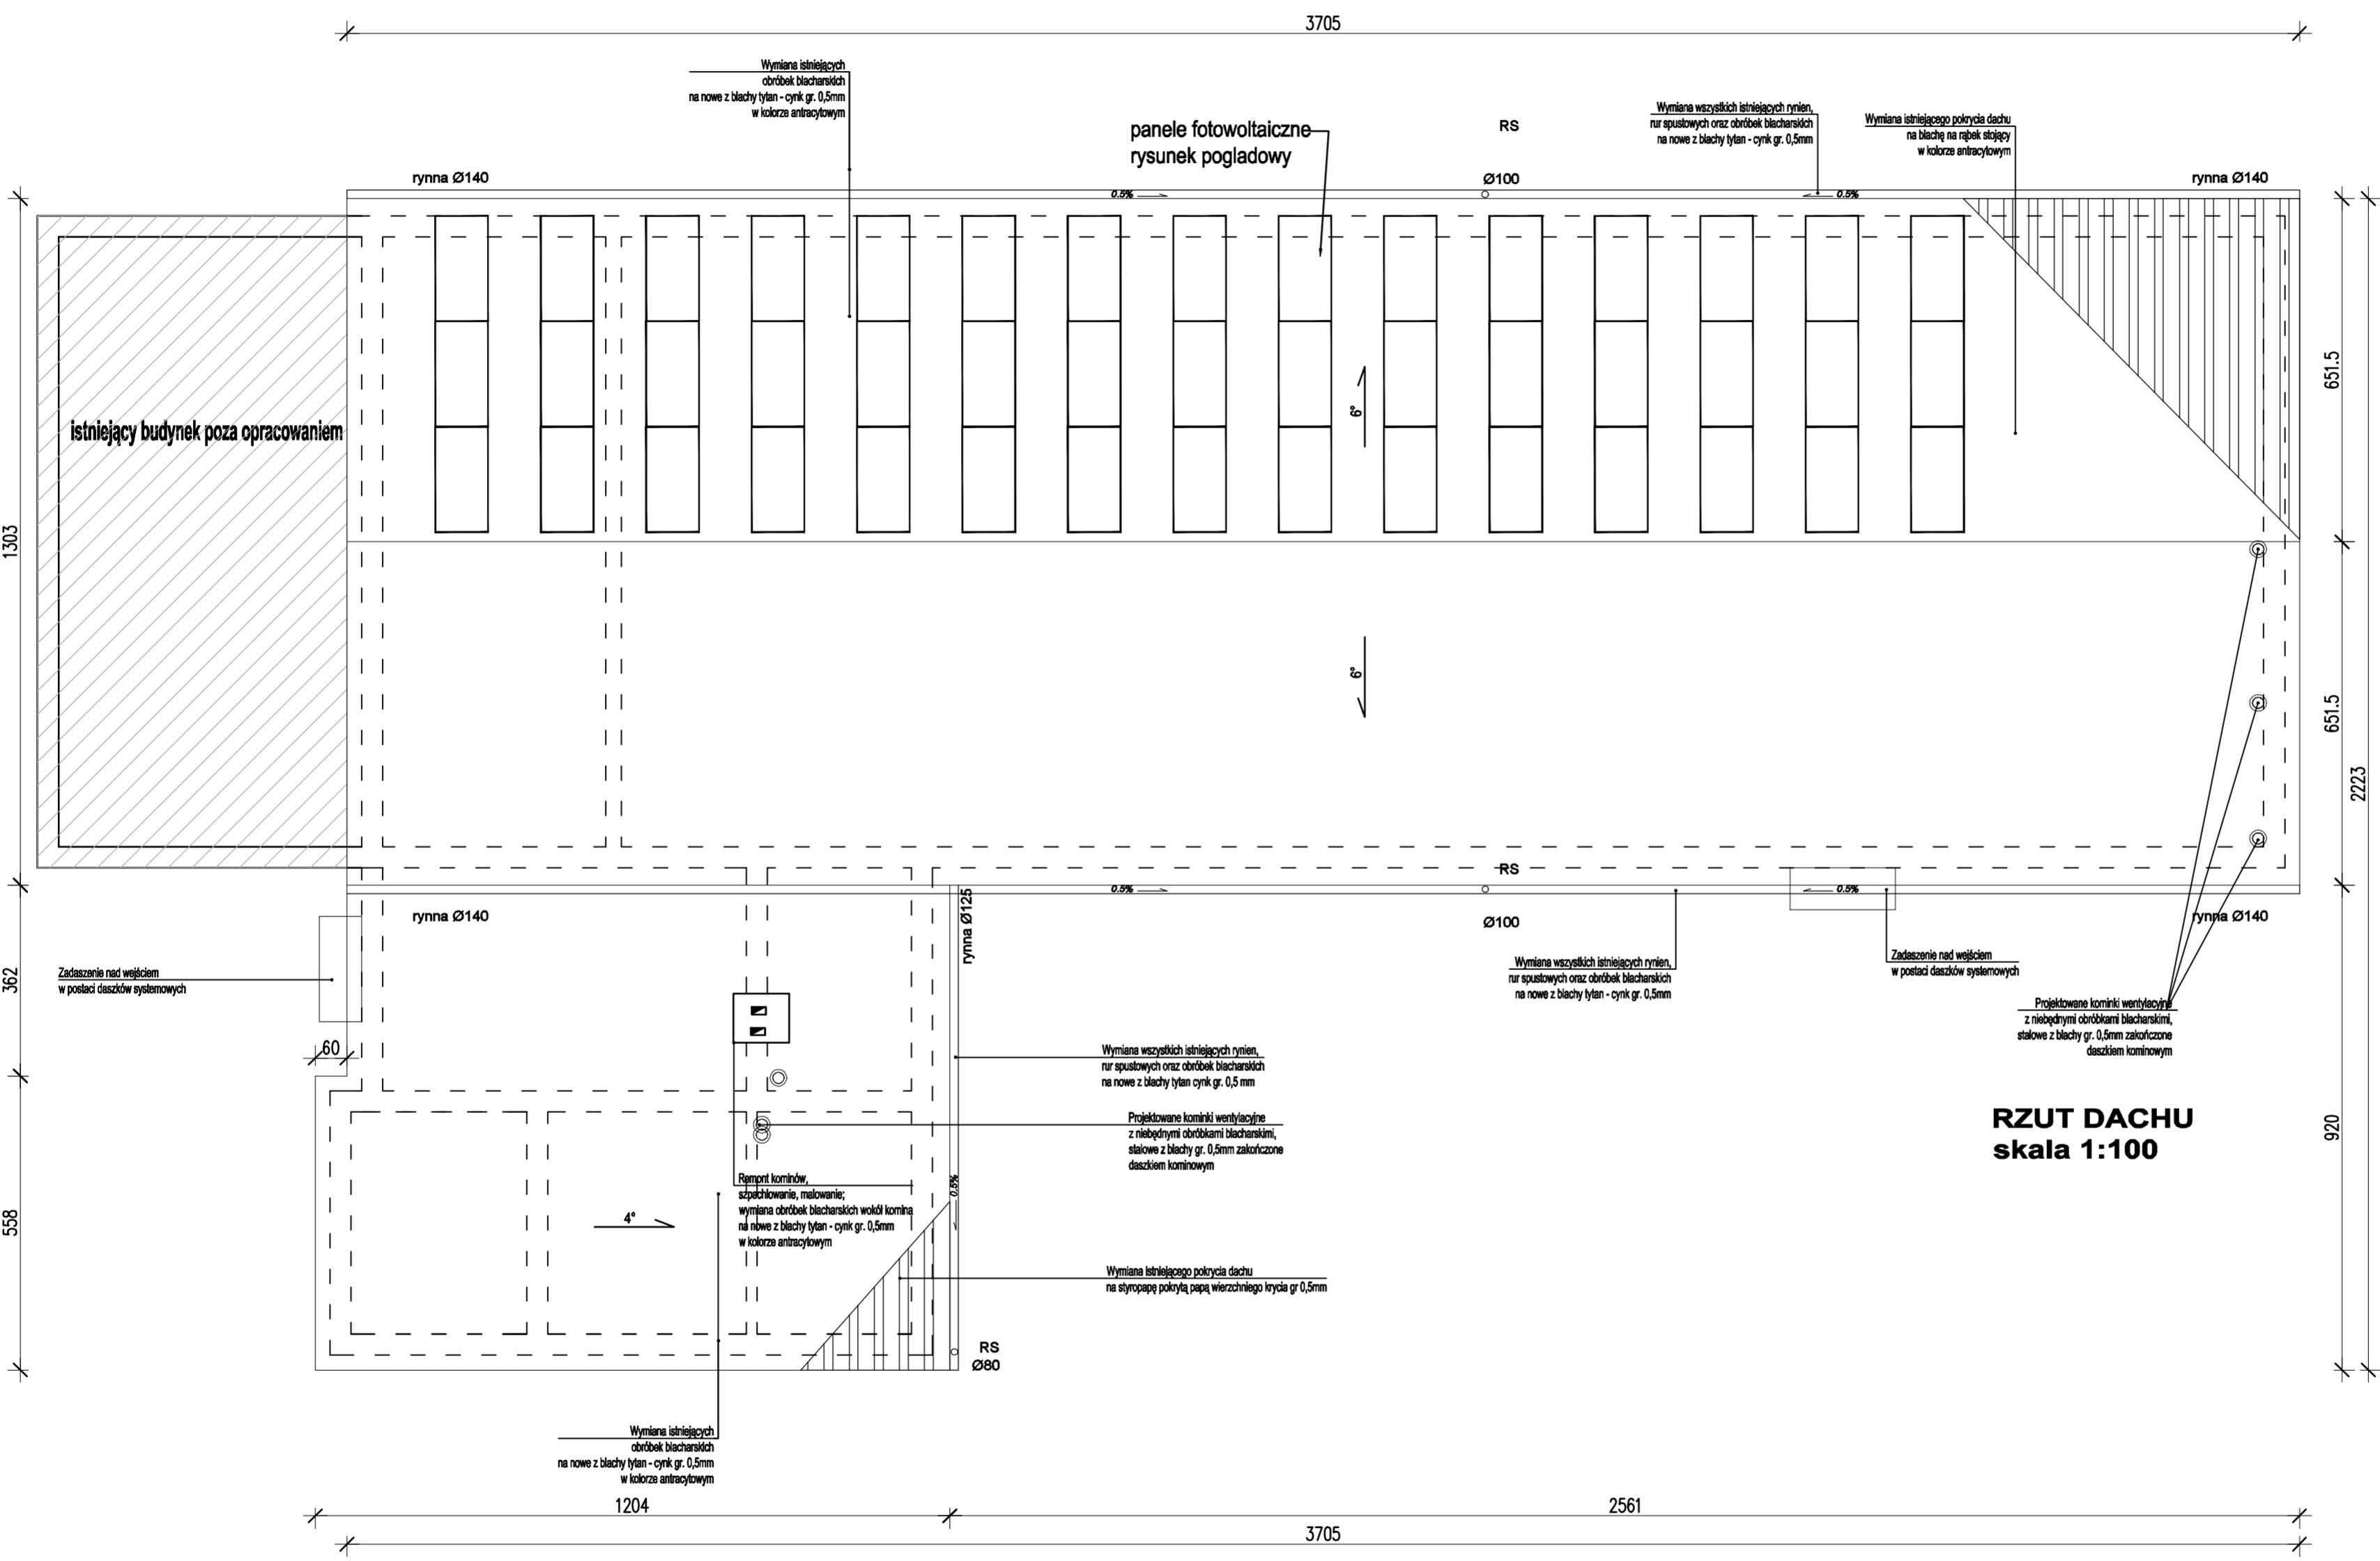 3705
Wymiana istniejących
obróbek blacharskich
na nowe z blachy tytan - cynk gr. 0,5mm
w kolorze antracytowym
panele fotowoltaiczne
rysunek pogladowy
RS
Wymiana wszystkich istniejących rynien,
rur spustowych oraz obróbek blacharskich
na nowe z blachy tytan - cynk gr. 0,5mm
Wymiana istniejącego pokrycia dachu
na blachę na rąbek stojący
w kolorze antracytowym
rynna Ø140
Ø100
rynna Ø140
0.5%
0.5%
istniejący budynek poza opracowaniem
1303
6°
651.5
6°
651.5
2223
RS
0.5%
0.5%
rynna Ø140
rynna Ø125
Ø100
rynna Ø140
Zadaszenie nad wejściem
w postaci daszków systemowych
362
60
Wymiana wszystkich istniejących rynien,
rur spustowych oraz obróbek blacharskich
na nowe z blachy tytan - cynk gr. 0,5mm
Zadaszenie nad wejściem
w postaci daszków systemowych
Projektowane kominki wentylacyjne
z niebędnymi obróbkami blacharskimi,
stalowe z blachy gr. 0,5mm zakończone
daszkiem kominowym
Wymiana wszystkich istniejących rynien,
rur spustowych oraz obróbek blacharskich
na nowe z blachy tytan cynk gr. 0,5 mm
Projektowane kominki wentylacyjne
z niebędnymi obróbkami blacharskimi,
stalowe z blachy gr. 0,5mm zakończone
daszkiem kominowym
RZUT DACHU
skala 1:100
920
558
4°
Remont kominów,
szpachlowanie, malowanie;
wymiana obróbek blacharskich wokół komina
na nowe z blachy tytan - cynk gr. 0,5mm
w kolorze antracytowym
0.5%
Wymiana istniejącego pokrycia dachu
na styropapę pokrytą papą wierzchniego krycia gr 0,5mm
RS
Ø80
Wymiana istniejących
obróbek blacharskich
na nowe z blachy tytan - cynk gr. 0,5mm
w kolorze antracytowym
1204
2561
3705